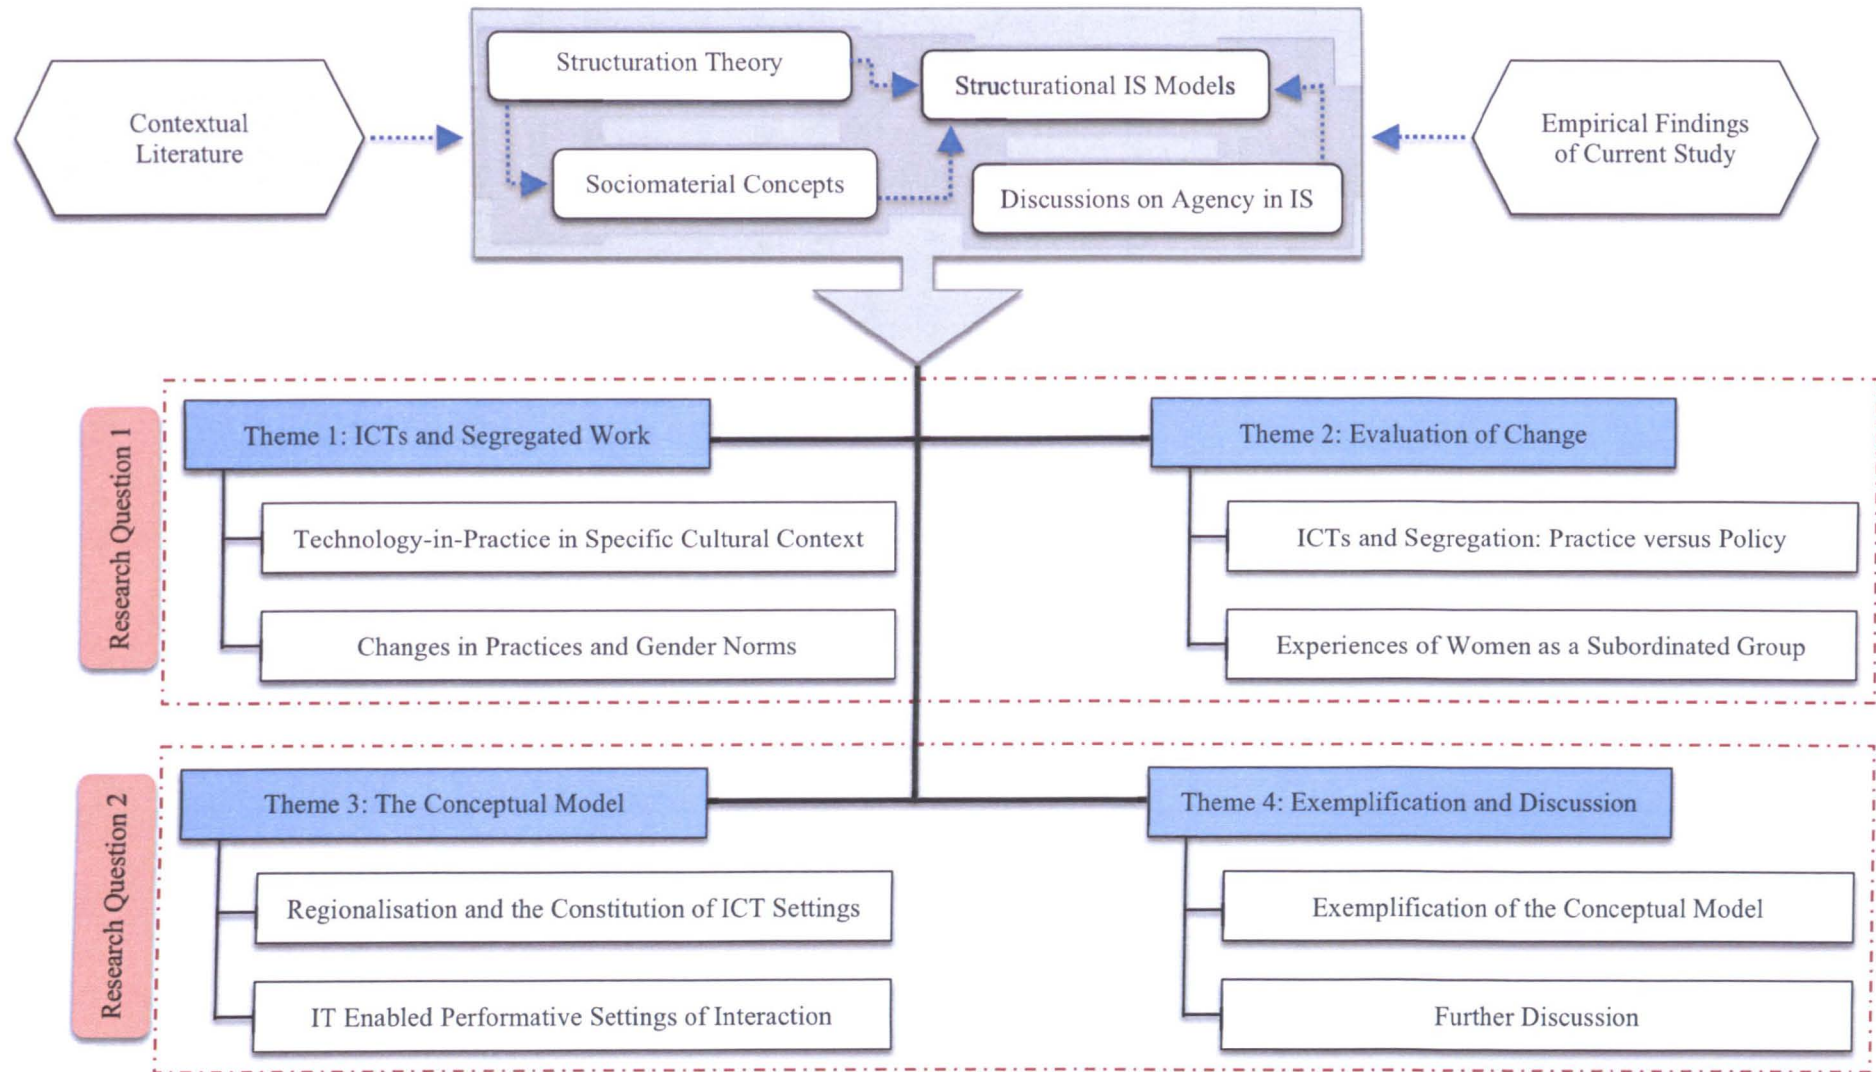 Structuration Theory
Structurational IS Models
Contextual
Literature
Empirical Findings
of Current Study
Sociomaterial Concepts
Discussions on Agency in IS
Research Question 1
Theme 1: ICTs and Segregated Work
Technology-in-Practice in Specific Cultural Context
Changes in Practices and Gender Norms
Theme 2: Evaluation of Change
ICTs and Segregation: Practice versus Policy
Experiences of Women as a Subordinated Group
Research Question 2
Theme 3: The Conceptual Model
Regionalisation and the Constitution of ICT Settings
IT Enabled Performative Settings of Interaction
Theme 4: Exemplification and Discussion
Exemplification of the Conceptual Model
Further Discussion